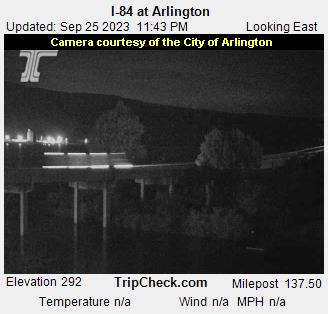 I-84 at Arlington
Updated: Sep 25 2023 11:43 PM Looking East
Camera courtesy of the City of Arlington
Elevation 292 TripCheck.com Milepost 137.50
Temperature n/a Wind n/a MPH n/a